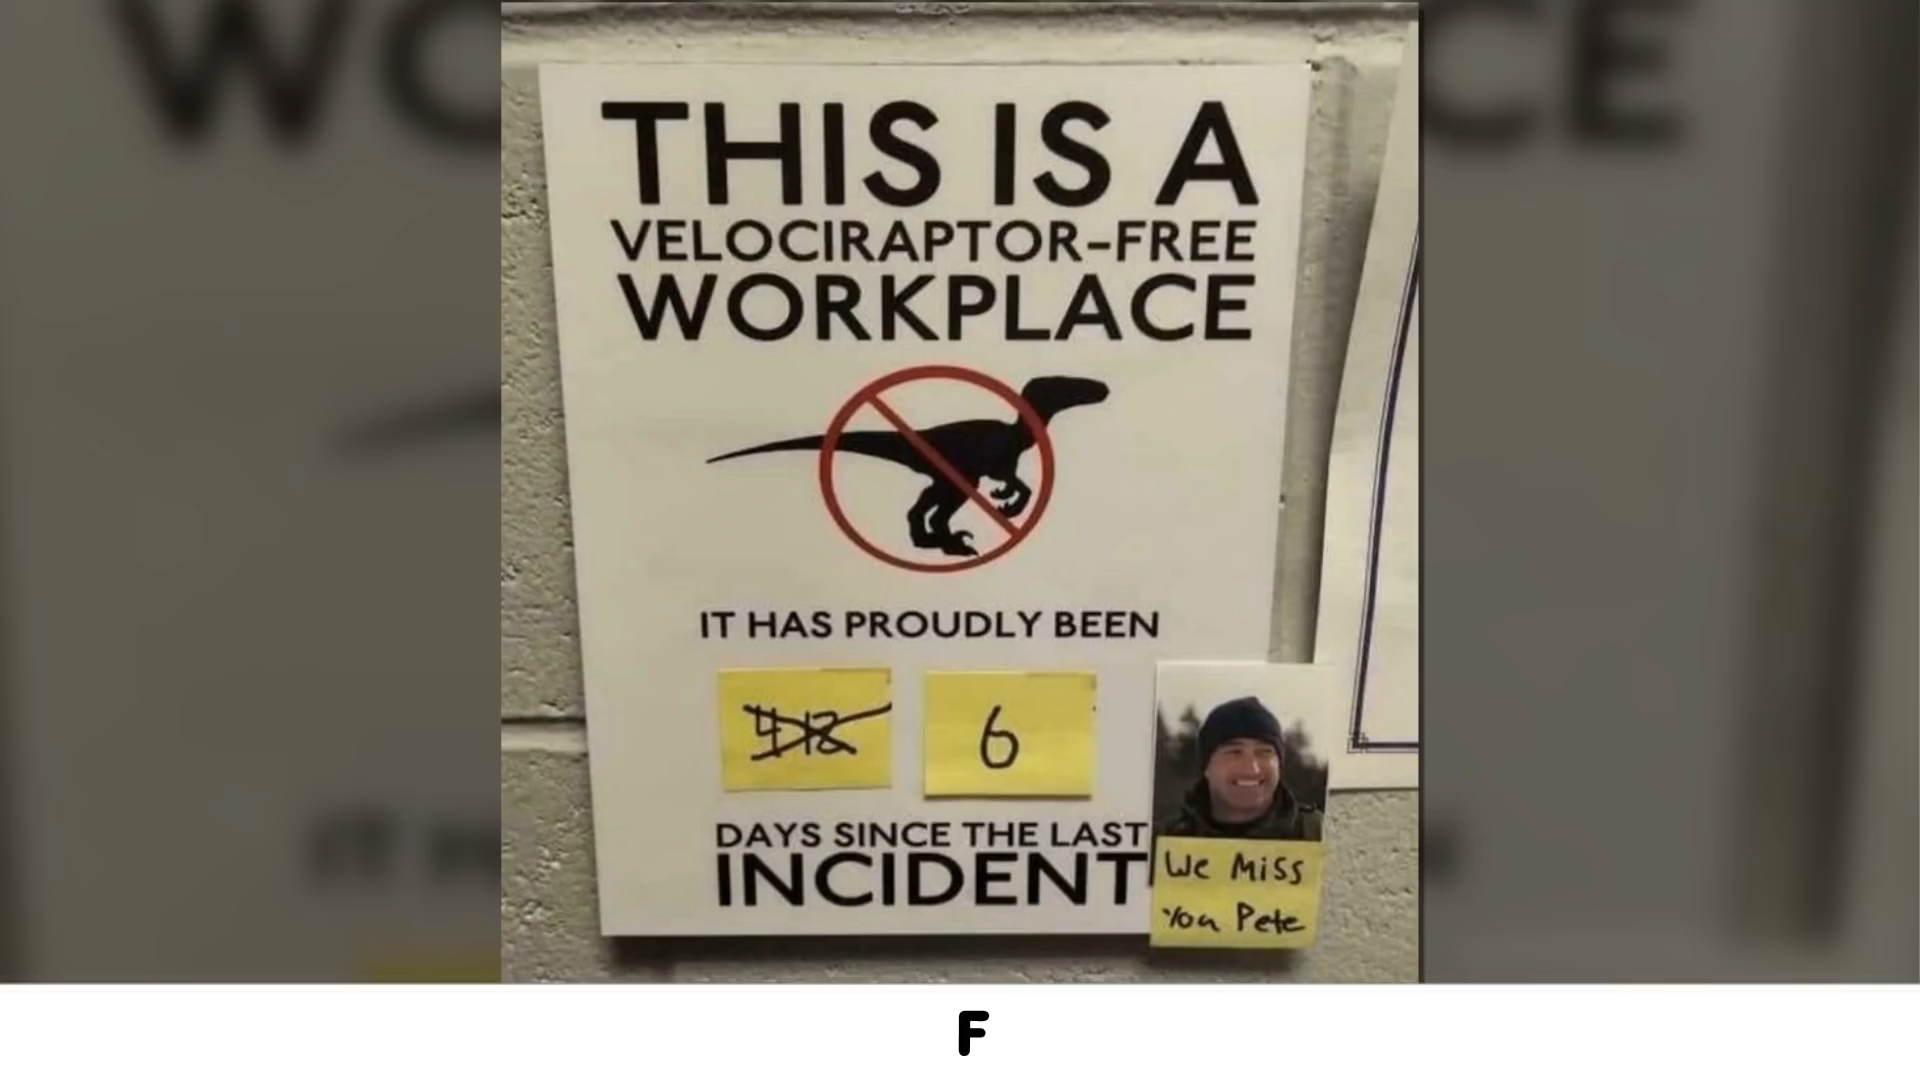 THIS IS A
VELOCIRAPTOR-FREE
WORKPLACE
IT HAS PROUDLY BEEN
412 6
DAYS SINCE THE LAST
INCIDENT
We Miss
You Pete
F